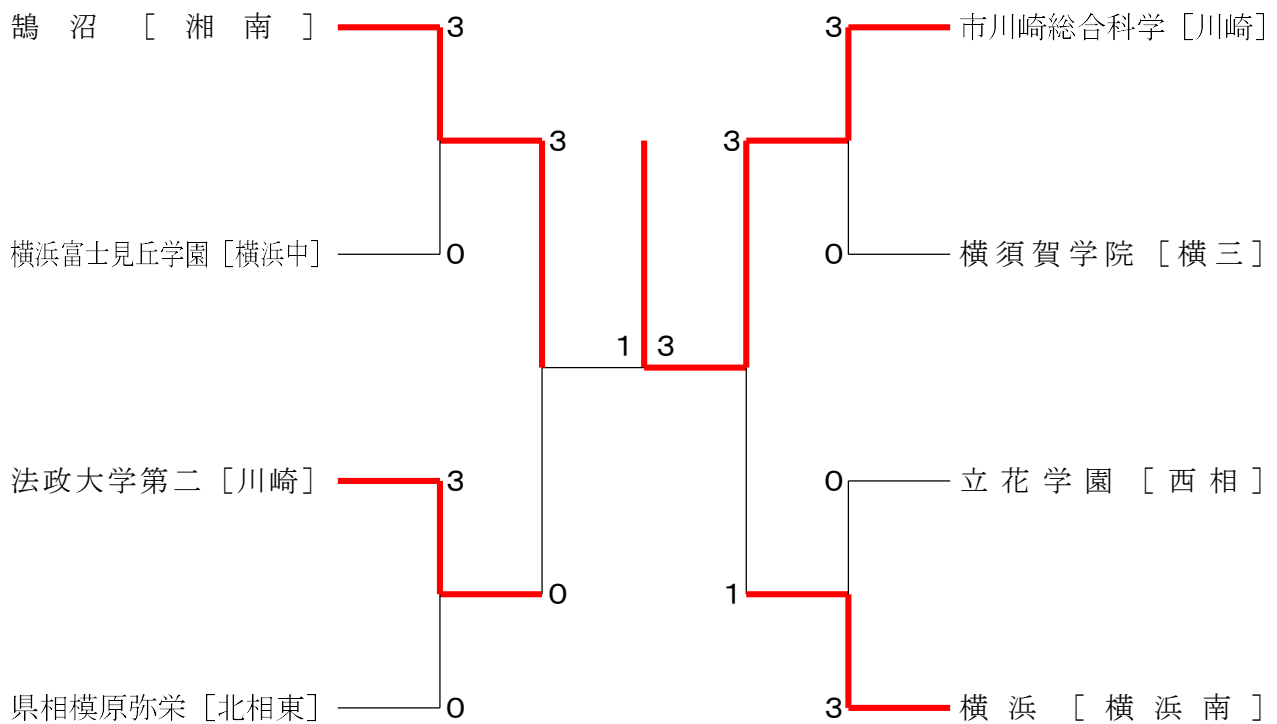 鵠沼［湘南］ 3 3 市川崎総合科学［川崎］
3 3
横浜富士見丘学園［横浜中］ 0 0 横須賀学院［横三］
1 3
法政大学第二［川崎］ 3 0 立花学園［西相］
0 1
県相模原弥栄［北相東］ 0 3 横浜［横浜南］